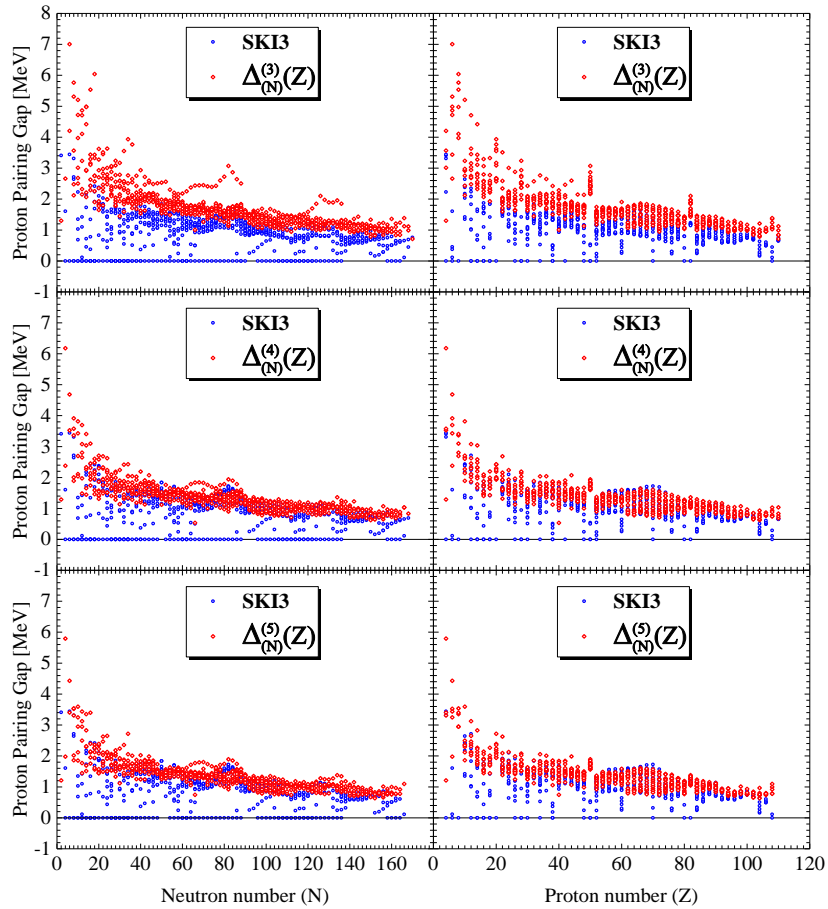 Proton Pairing Gap [MeV]
8
7
6
5
4
3
2
1
0
-1
SKI3
Δ(3)(N)(Z)
SKI3
Δ(3)(N)(Z)
Proton Pairing Gap [MeV]
7
6
5
4
3
2
1
0
-1
SKI3
Δ(4)(N)(Z)
SKI3
Δ(4)(N)(Z)
Proton Pairing Gap [MeV]
7
6
5
4
3
2
1
0
-1
SKI3
Δ(5)(N)(Z)
SKI3
Δ(5)(N)(Z)
0 20 40 60 80 100 120 140 160
0 20 40 60 80 100 120
Neutron number (N)
Proton number (Z)